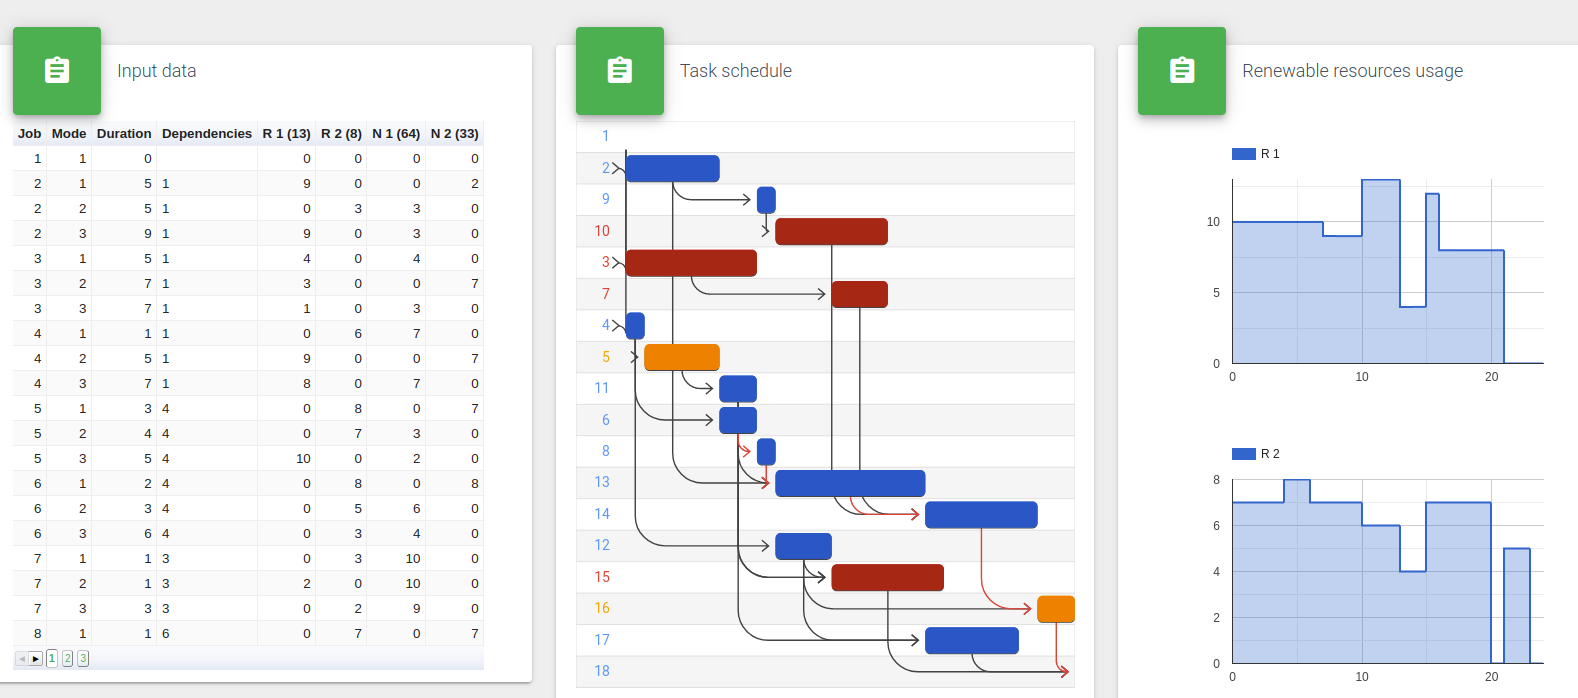 Input data
Job Mode Duration Dependencies R 1 (13) R 2 (8) N 1 (64) N 2 (33)
1 1 0 0 0 0 0
2 1 5 1 9 0 0 2
2 2 5 1 0 3 3 0
2 3 9 1 9 0 3 0
3 1 5 1 4 0 4 0
3 2 7 1 3 0 0 7
3 3 7 1 1 0 3 0
4 1 1 1 0 6 7 0
4 2 5 1 9 0 0 7
4 3 7 1 8 0 7 0
5 1 3 4 0 8 0 7
5 2 4 4 0 7 3 0
5 3 5 4 10 0 2 0
6 1 2 4 0 8 0 8
6 2 3 4 0 5 6 0
6 3 6 4 0 3 4 0
7 1 1 3 0 3 10 0
7 2 1 3 2 0 10 0
7 3 3 3 0 2 9 0
8 1 1 6 0 7 0 7
1 2 3
Task schedule
1
2
9
10
3
7
4
5
11
6
8
13
14
12
15
16
17
18
Renewable resources usage
R 1
10
5
0
0 10 20
R 2
8
6
4
2
0
0 10 20